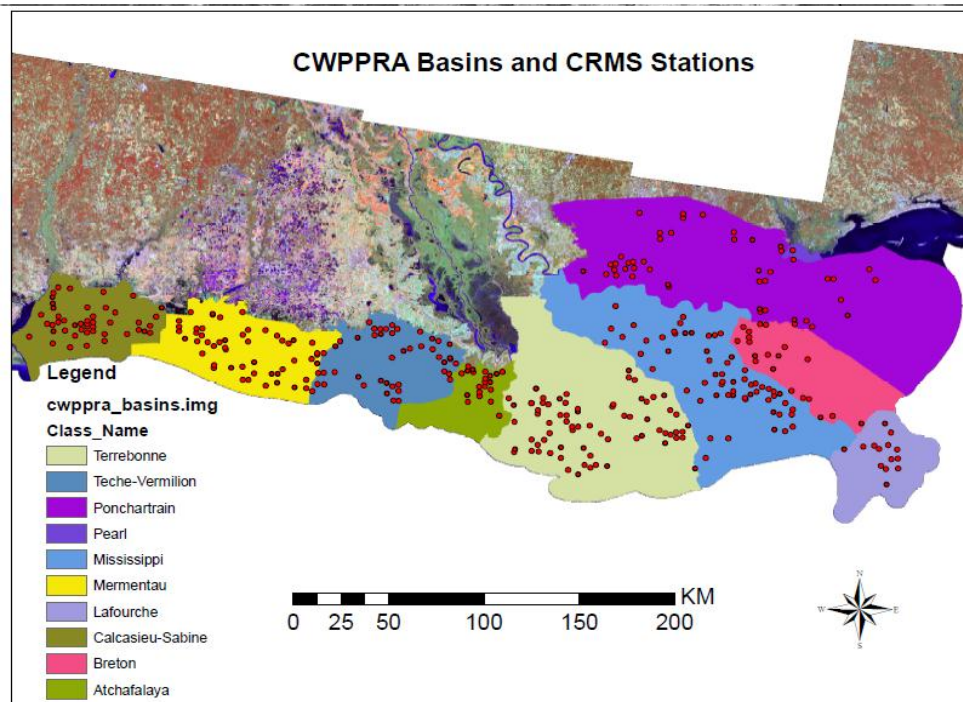 CWPPRA Basins and CRMS Stations
Legend
cwppra_basins.img
Class_Name
Terrebonne
Teche-Vermilion
Ponchartrain
Pearl
Mississippi
Mermentau
Lafourche
Calcasieu-Sabine
Breton
Atchafalaya
KM
0 25 50 100 150 200
N
W E
S